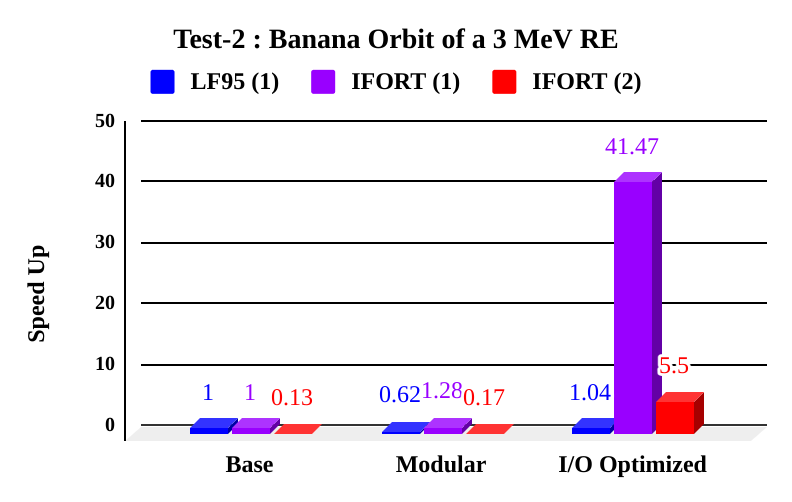 Test-2 : Banana Orbit of a 3 MeV RE
LF95 (1) IFORT (1) IFORT (2)
50
41.47
40
30
Speed Up
20
10
5.5
1 1 0.13 0.62 1.28 0.17 1.04
0
Base Modular I/O Optimized